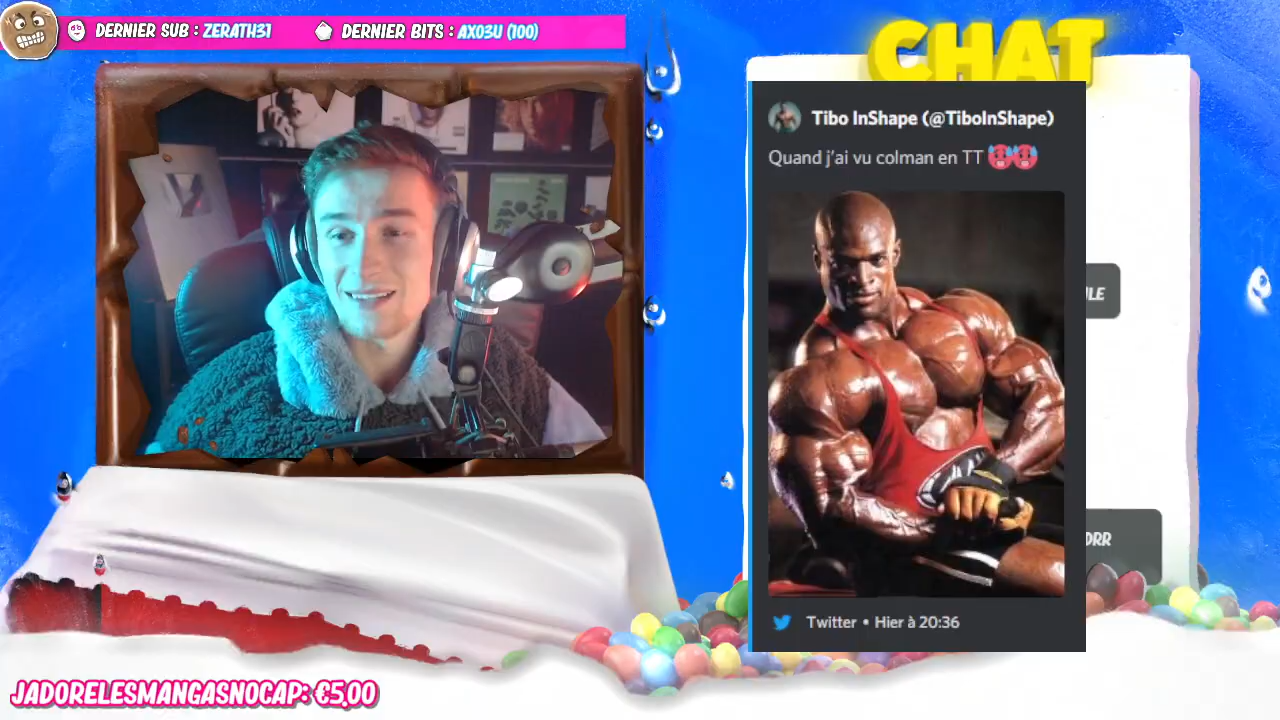 DERNIER SUB : ZERATH31
DERNIER BITS : AXO3U (100)
CHAT
Tibo InShape (@TiboInShape)
Quand j'ai vu colman en TT 🥵🥵
Twitter • Hier à 20:36
JADORELESMANGASNOCAP: €5,00